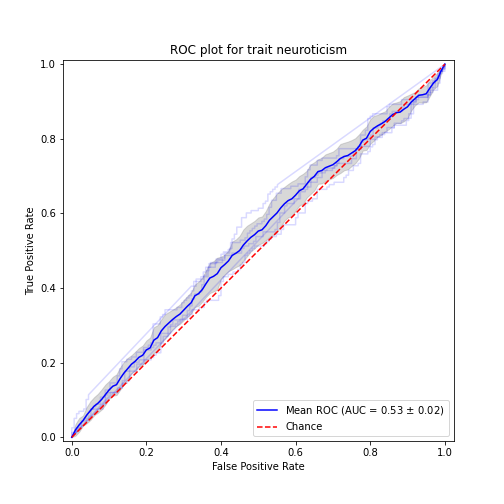 ROC plot for trait neuroticism
1.0
0.8
0.6
0.4
0.2
0.0
True Positive Rate
Mean ROC (AUC = 0.53 ± 0.02)
Chance
0.0 0.2 0.4 0.6 0.8 1.0
False Positive Rate